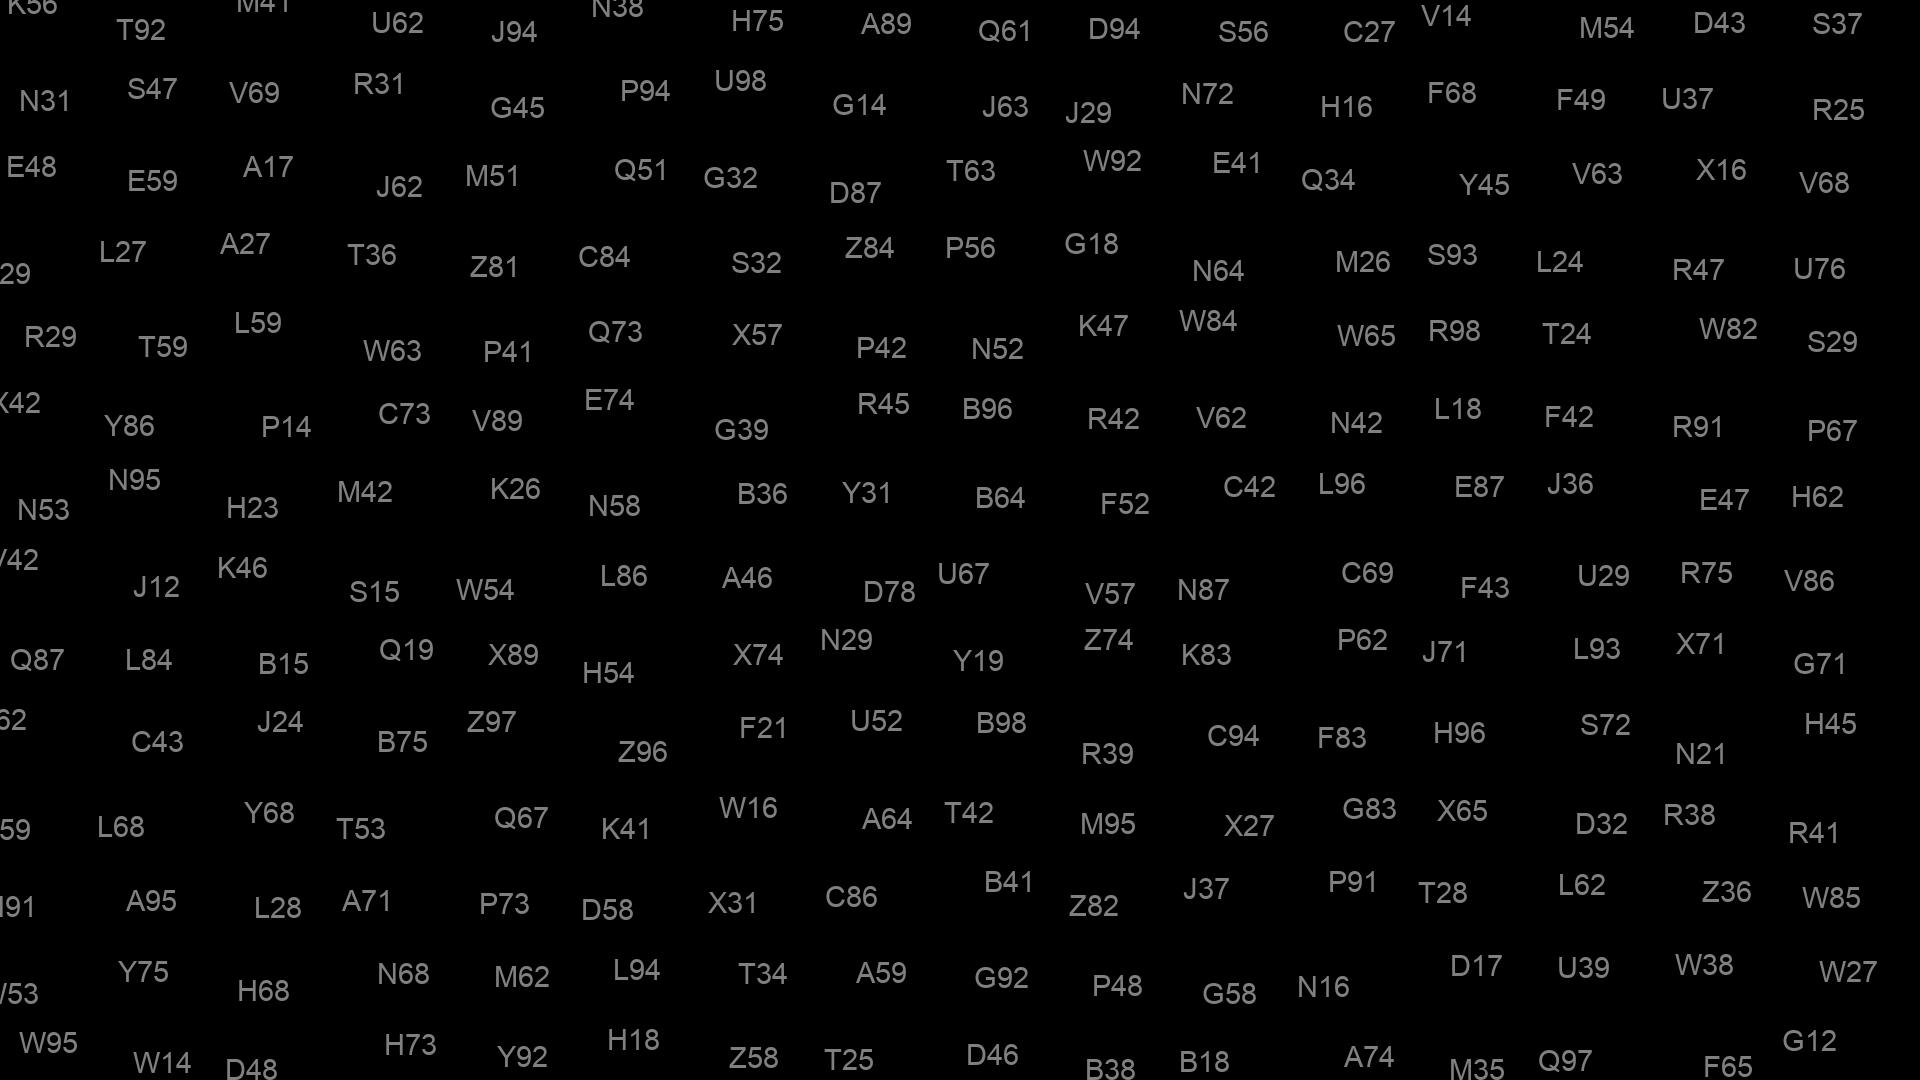 K56 T92 M41 U62 J94 N38 H75 A89 Q61 D94 S56 C27 V14 M54 D43 S37
N31 S47 V69 R31 G45 P94 U98 G14 J63 J29 N72 H16 F68 F49 U37 R25
E48 E59 A17 J62 M51 Q51 G32 D87 T63 W92 E41 Q34 Y45 V63 X16 V68
29 L27 A27 T36 Z81 C84 S32 Z84 P56 G18 N64 M26 S93 L24 R47 U76
R29 T59 L59 W63 P41 Q73 X57 P42 N52 K47 W84 W65 R98 T24 W82 S29
X42 Y86 P14 C73 V89 E74 G39 R45 B96 R42 V62 N42 L18 F42 R91 P67
N53 N95 H23 M42 K26 N58 B36 Y31 B64 F52 C42 L96 E87 J36 E47 H62
42 J12 K46 S15 W54 L86 A46 D78 U67 V57 N87 C69 F43 U29 R75 V86
Q87 L84 B15 Q19 X89 H54 X74 N29 Y19 Z74 K83 P62 J71 L93 X71 G71
62 C43 J24 B75 Z97 Z96 F21 U52 B98 R39 C94 F83 H96 S72 N21 H45
59 L68 Y68 T53 Q67 K41 W16 A64 T42 M95 X27 G83 X65 D32 R38 R41
91 A95 L28 A71 P73 D58 X31 C86 B41 Z82 J37 P91 T28 L62 Z36 W85
53 Y75 H68 N68 M62 L94 T34 A59 G92 P48 G58 N16 D17 U39 W38 W27
W95 W14 D48 H73 Y92 H18 Z58 T25 D46 B38 B18 A74 M35 Q97 F65 G12